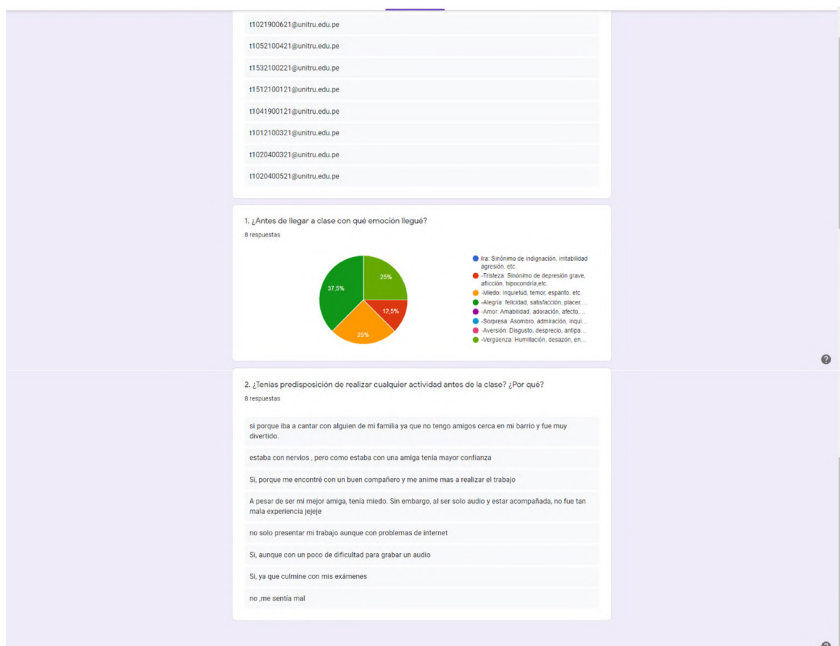 t1021900621@unitru.edu.pe
t1052100421@unitru.edu.pe
t1532100221@unitru.edu.pe
t1512100121@unitru.edu.pe
t1041900121@unitru.edu.pe
t1012100321@unitru.edu.pe
t1020400321@unitru.edu.pe
t1020400521@unitru.edu.pe
1. ¿Antes de llegar a clase con qué emoción llegué?
8 respuestas
37,5%
25%
12,5%
25%
Ira: Sinónimo de indignación, irritabilidad
agresión, etc
-Tristeza: Sinónimo de depresión grave,
aflicción, hipocondría,etc.
-Miedo: Inquietud, temor, espanto, etc.
-Alegría: felicidad, satisfacción, placer, ...
-Amor: Amabilidad, adoración, afecto,...
-Sorpresa: Asombro, admiración, inqui...
-Aversión: Disgusto, desprecio, antipa...
-Vergüenza: Humillación, desazón, en...
2. ¿Tenias predisposición de realizar cualquier actividad antes de la clase? ¿Por qué?
8 respuestas
si porque iba a cantar con alguien de mi familia ya que no tengo amigos cerca en mi barrio y fue muy
divertido.
estaba con nervios , pero como estaba con una amiga tenía mayor confianza
Si, porque me encontré con un buen compañero y me anime mas a realizar el trabajo
A pesar de ser mi mejor amiga, tenía miedo. Sin embargo, al ser solo audio y estar acompañada, no fue tan
mala experiencia jejeje
no solo presentar mi trabajo aunque con problemas de internet
Si, aunque con un poco de dificultad para grabar un audio
Si, ya que culmine con mis exámenes
no ,me sentía mal